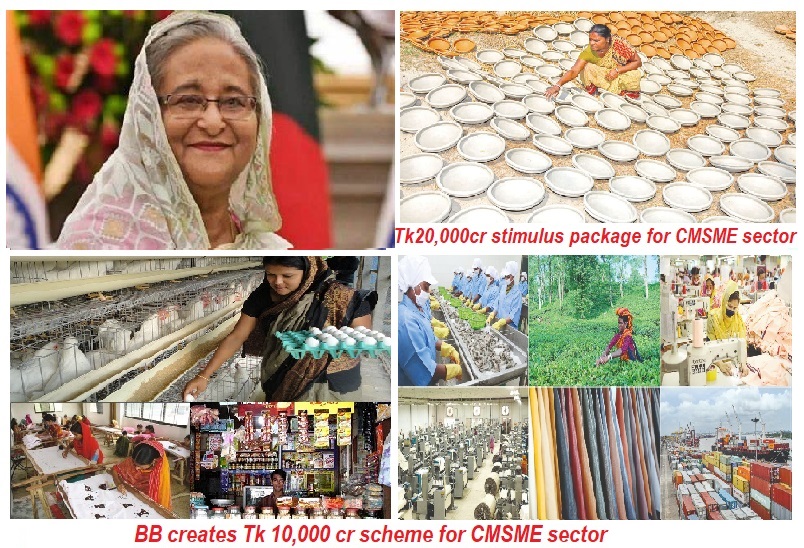 Tk20,000cr stimulus package for CMSME sector
BB creates Tk 10,000 cr scheme for CMSME sector